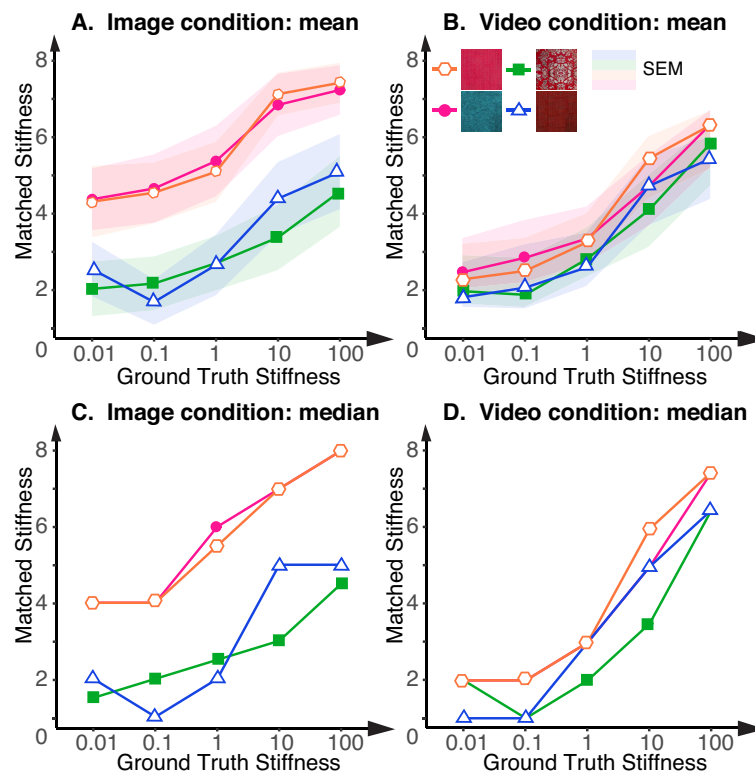 A. Image condition: mean
8
6
4
2
0
Matched Stiffness
0.01 0.1 1 10 100
Ground Truth Stiffness
B. Video condition: mean
SEM
8
6
4
2
0
Matched Stiffness
0.01 0.1 1 10 100
Ground Truth Stiffness
C. Image condition: median
8
6
4
2
0
Matched Stiffness
0.01 0.1 1 10 100
Ground Truth Stiffness
D. Video condition: median
8
6
4
2
0
Matched Stiffness
0.01 0.1 1 10 100
Ground Truth Stiffness